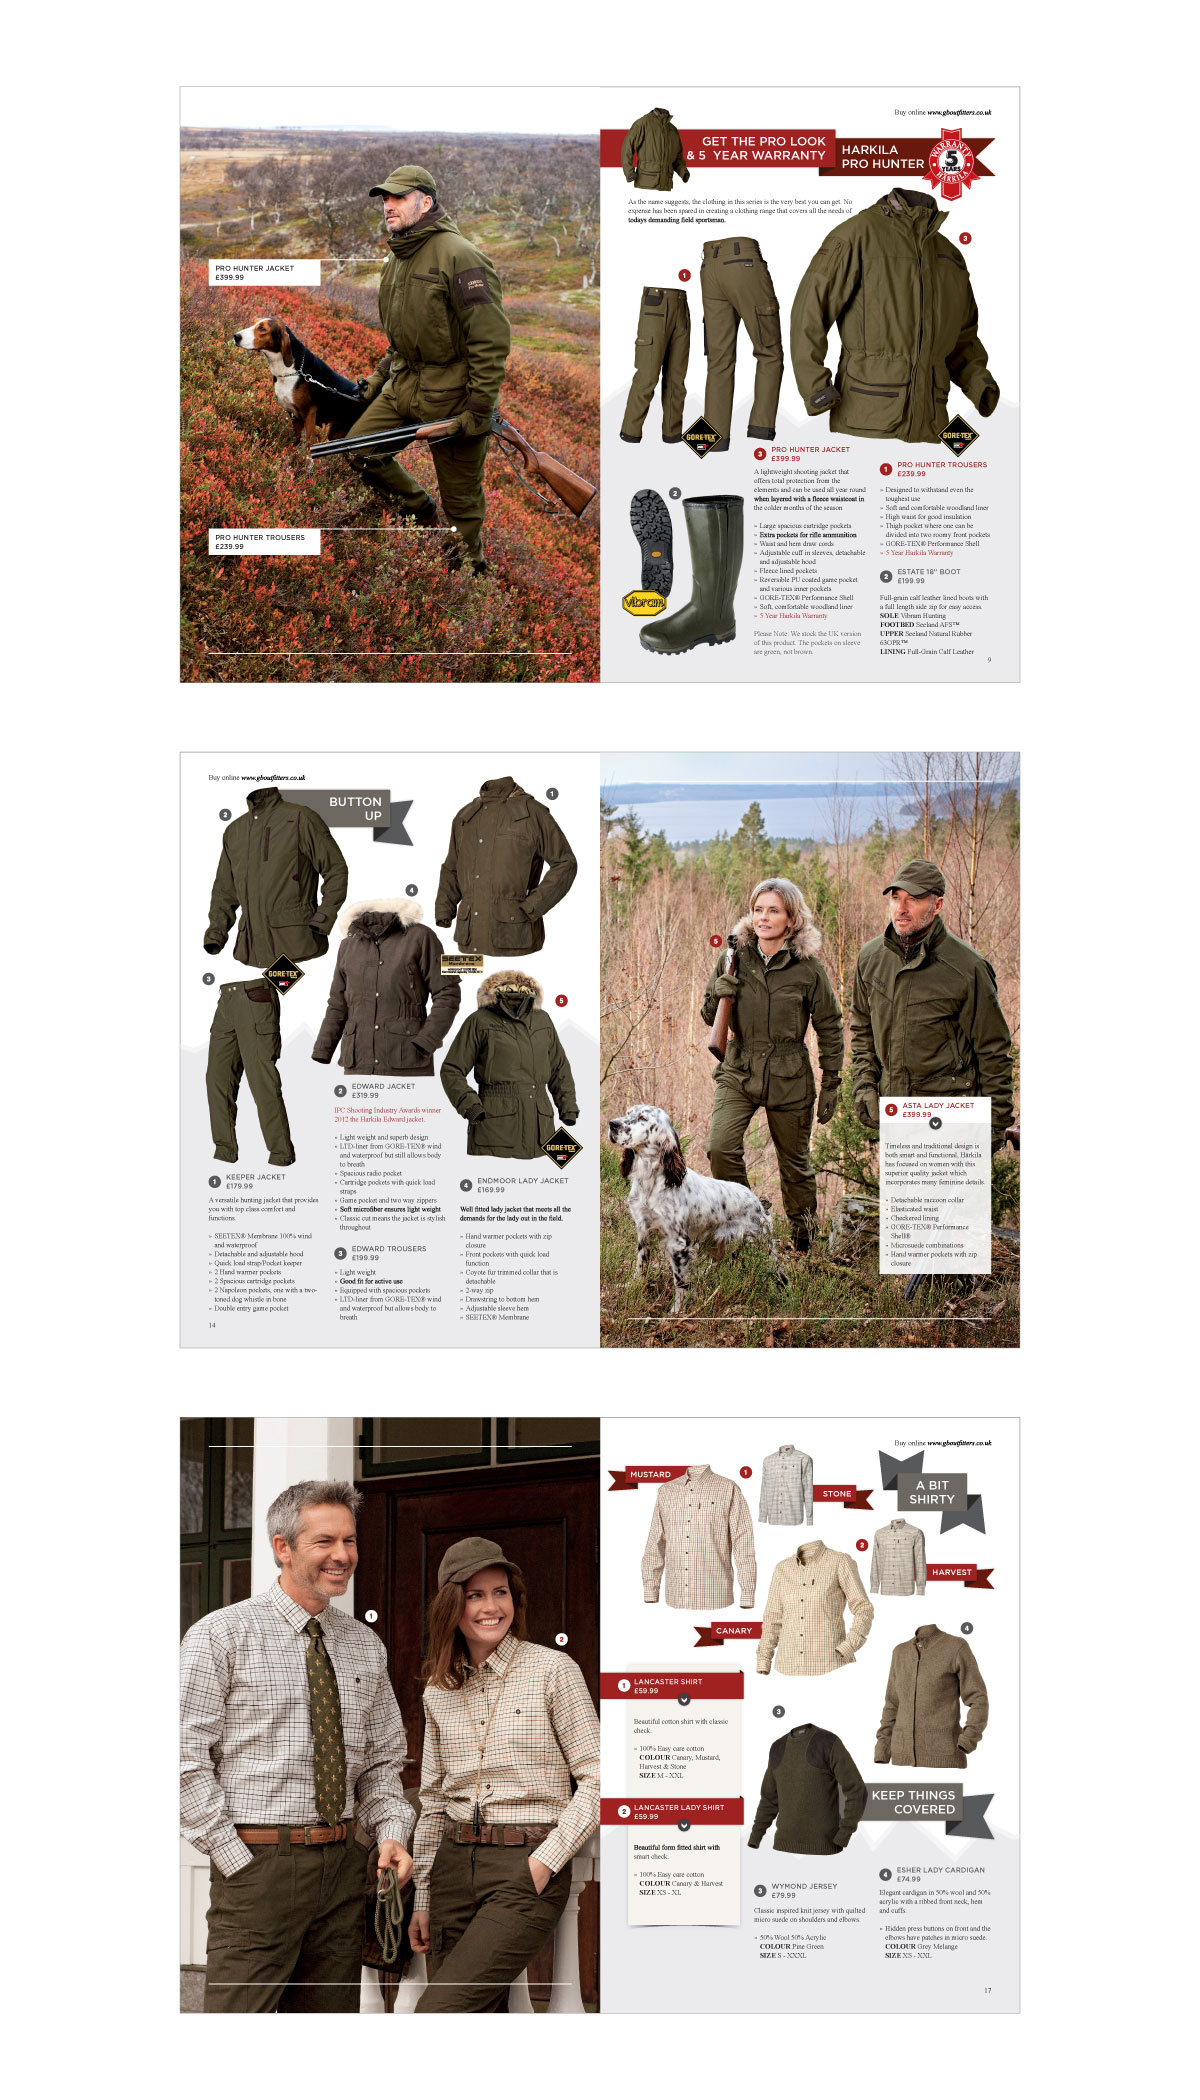 PRO HUNTER JACKET
£399.99
PRO HUNTER TROUSERS
£239.99
Buy online www.gboutfitters.co.uk
GET THE PRO LOOK
& 5 YEAR WARRANTY
HARKILA
PRO HUNTER
WARRANTY
5
YEARS
HARKILA
As the name suggests, the clothing in this series is the very best you can get. No
expense has been spared in creating a clothing range that covers all the needs of
todays demanding field sportsman.
1
3
GORE-TEX
GORE-TEX
2
vibram
3 PRO HUNTER JACKET
£399.99
A lightweight shooting jacket that
offers total protection from the
elements and can be used all year round
when layered with a fleece waistcoat in
the colder months of the season
» Large spacious cartridge pockets
» Extra pockets for rifle ammunition
» Waist and hem draw cords
» Adjustable cuff in sleeves, detachable
and adjustable hood
» Fleece lined pockets
» Reversible PU coated game pocket
and various inner pockets
» GORE-TEX® Performance Shell
» Soft, comfortable woodland liner
» 5 Year Harkila Warranty
Please Note: We stock the UK version
of this product. The pockets on sleeve
are green, not brown.
1 PRO HUNTER TROUSERS
£239.99
» Designed to withstand even the
toughest use
» Soft and comfortable woodland liner
» High waist for good insulation
» Thigh pocket where one can be
divided into two roomy front pockets
» GORE-TEX® Performance Shell
» 5 Year Harkila Warranty
2 ESTATE 18" BOOT
£199.99
Full-grain calf leather lined boots with
a full length side zip for easy access.
SOLE Vibram Hunting
FOOTBED Seeland AFS™
UPPER Seeland Natural Rubber
63OPR™
LINING Full-Grain Calf Leather
9
Buy online www.gboutfitters.co.uk
BUTTON
UP
2
1
4
3
GORE-TEX
SEETEX
5
GORE-TEX
1 KEEPER JACKET
£179.99
A versatile hunting jacket that provides
you with top class comfort and
functions.
» SEETEX® Membrane 100% wind
and waterproof
» Detachable and adjustable hood
» Quick load strap/Pocket keeper
» 2 Hand warmer pockets
» 2 Spacious cartridge pockets
» 2 Napoleon pockets, one with a two-
toned dog whistle in bone
» Double entry game pocket
14
2 EDWARD JACKET
£319.99
IPC Shooting Industry Awards winner
2012 the Harkila Edward jacket.
» Light weight and superb design
» LTD-liner from GORE-TEX® wind
and waterproof but still allows body
to breath
» Spacious radio pocket
» Cartridge pockets with quick load
straps
» Game pocket and two way zippers
» Soft microfiber ensures light weight
» Classic cut means the jacket is stylish
throughout
3 EDWARD TROUSERS
£199.99
» Light weight
» Good fit for active use
» Equipped with spacious pockets
» LTD-liner from GORE-TEX® wind
and waterproof but allows body to
breath
4 ENDMOOR LADY JACKET
£169.99
Well fitted lady jacket that meets all the
demands for the lady out in the field.
» Hand warmer pockets with zip
closure
» Front pockets with quick load
function
» Coyote fur trimmed collar that is
detachable
» 2-way zip
» Drawstring to bottom hem
» Adjustable sleeve hem
» SEETEX® Membrane
5
5 ASTA LADY JACKET
£399.99
Timeless and traditional design is
both smart and functional, Harkila
has focused on women with this
superior quality jacket which
incorporates many feminine details.
» Detachable raccoon collar
» Elasticated waist
» Checkered lining
» GORE-TEX® Performance
Shell®
» Microsuede combinations
» Hand warmer pockets with zip
closure
1
2
Buy online www.gboutfitters.co.uk
MUSTARD
1
STONE
A BIT
SHIRTY
2
HARVEST
CANARY
4
1 LANCASTER SHIRT
£59.99
Beautiful cotton shirt with classic
check.
» 100% Easy care cotton
COLOUR Canary, Mustard,
Harvest & Stone
SIZE M - XXL
2 LANCASTER LADY SHIRT
£59.99
Beautiful form fitted shirt with
smart check.
» 100% Easy care cotton
COLOUR Canary & Harvest
SIZE XS - XL
3
KEEP THINGS
COVERED
3 WYMOND JERSEY
£79.99
Classic inspired knit jersey with quilted
micro suede on shoulders and elbows.
» 50% Wool 50% Acrylic
COLOUR Pine Green
SIZE S - XXXL
4 ESHER LADY CARDIGAN
£74.99
Elegant cardigan in 50% wool and 50%
acrylic with a ribbed front neck, hem
and cuffs.
» Hidden press buttons on front and the
elbows have patches in micro suede.
COLOUR Grey Melange
SIZE XS - XXL
17